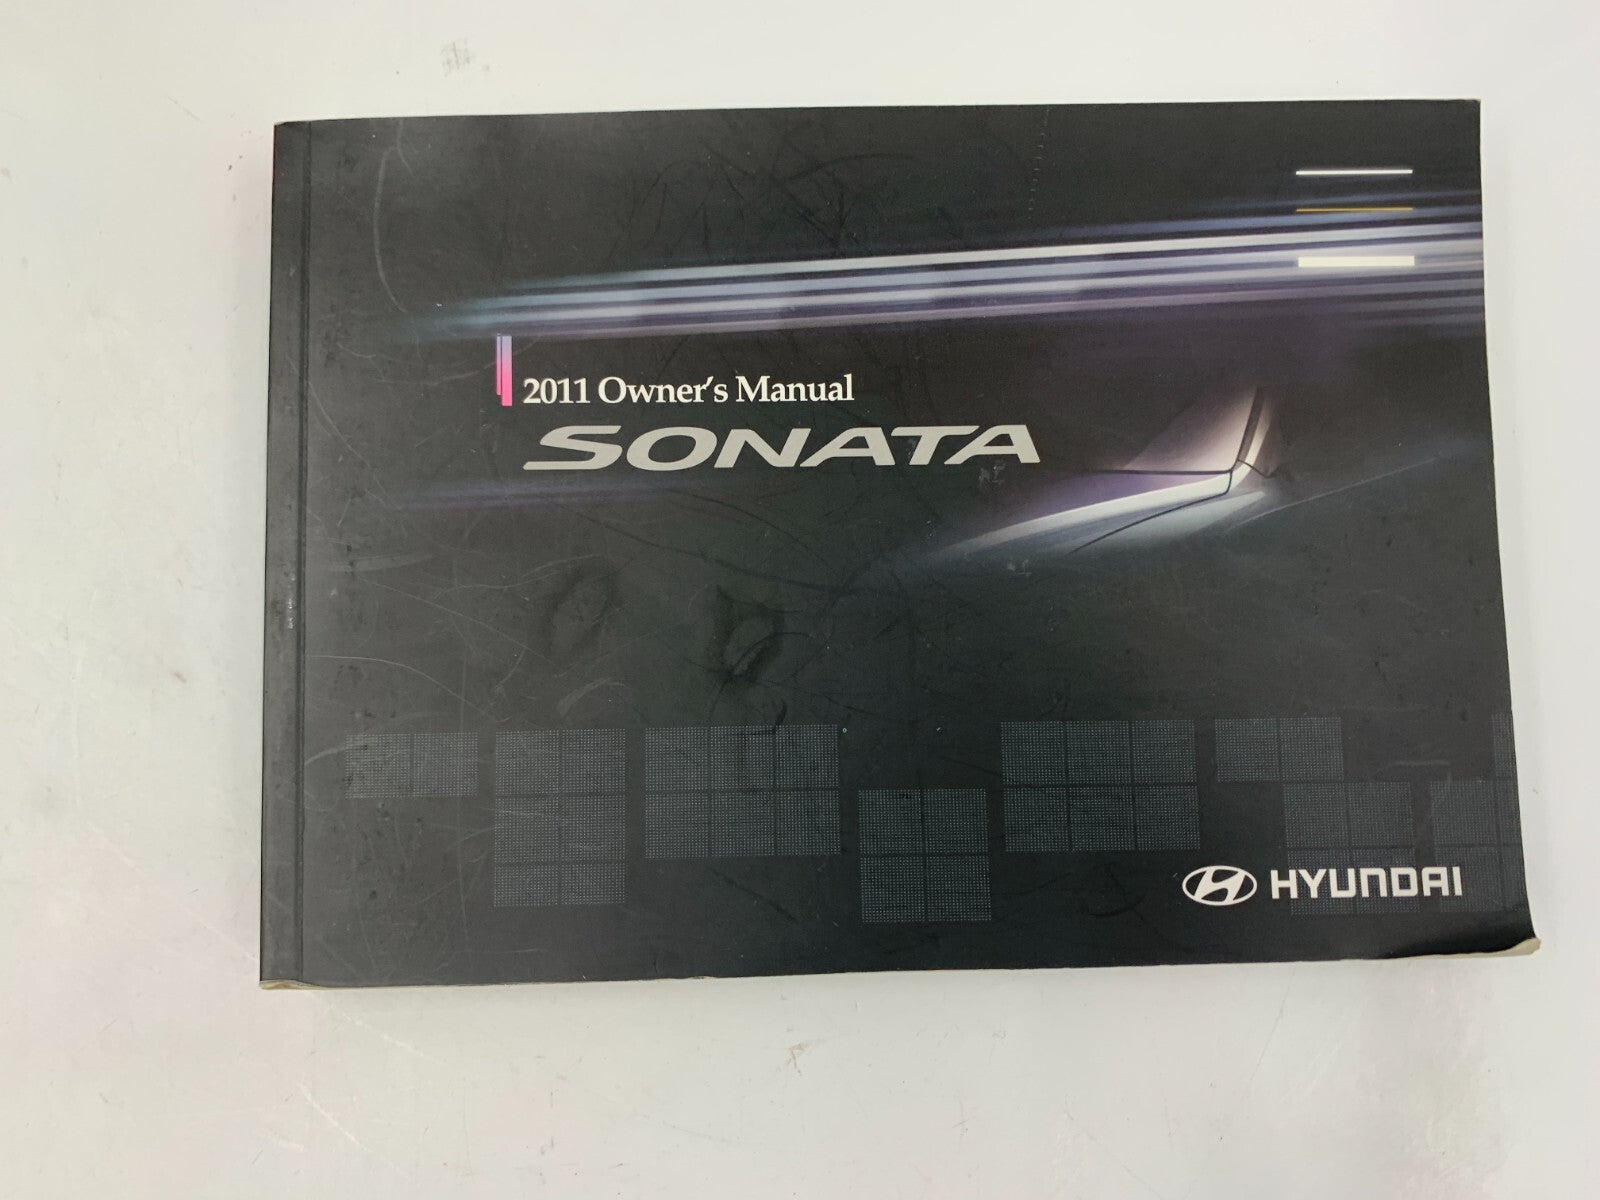 2011 Owner's Manual
SONATA
HYUNDAI